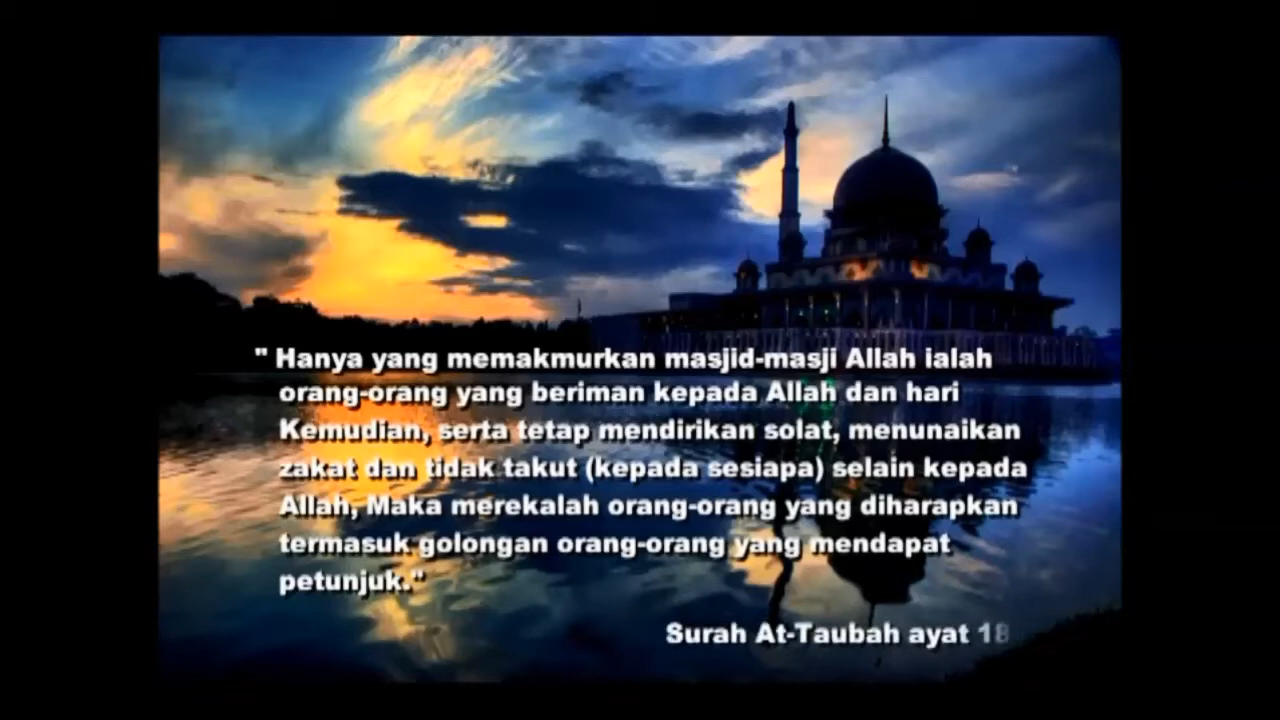 " Hanya yang memakmurkan masjid-masji Allah ialah
orang-orang yang beriman kepada Allah dan hari
Kemudian, serta tetap mendirikan solat, menunaikan
zakat dan tidak takut (kepada sesiapa) selain kepada
Allah, Maka merekalah orang-orang yang diharapkan
termasuk golongan orang-orang yang mendapat
petunjuk."
Surah At-Taubah ayat 18